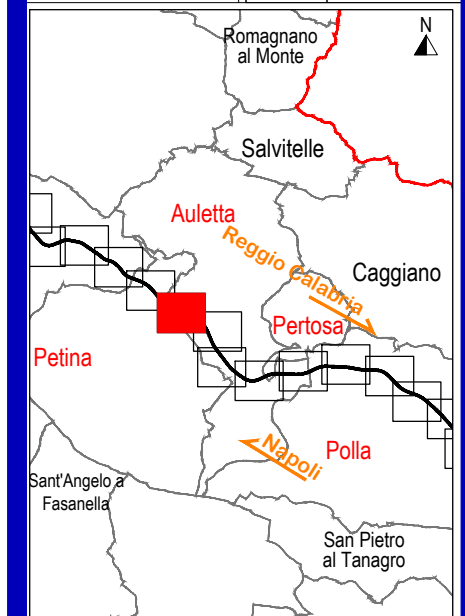 Romagnano
al Monte
N
Salvitelle
Auletta
Reggio Calabria
Caggiano
Pertosa
Petina
Napoli
Polla
Sant'Angelo a
Fasanella
San Pietro
al Tanagro